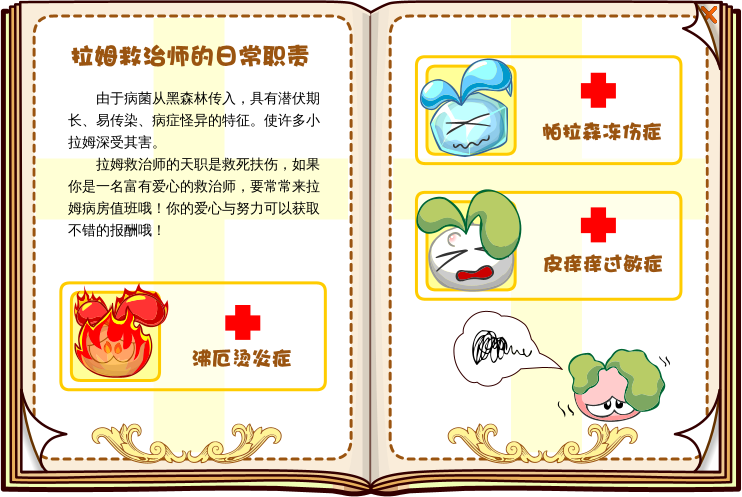 拉姆救治师的日常职责
由于病菌从黑森林传入，具有潜伏期
长、易传染、病症怪异的特征。使许多小
拉姆深受其害。
拉姆救治师的天职是救死扶伤，如果
你是一名富有爱心的救治师，要常常来拉
姆病房值班哦！你的爱心与努力可以获取
不错的报酬哦！
沸厄烫炎症
帕拉森冻伤症
皮痒痒过敏症